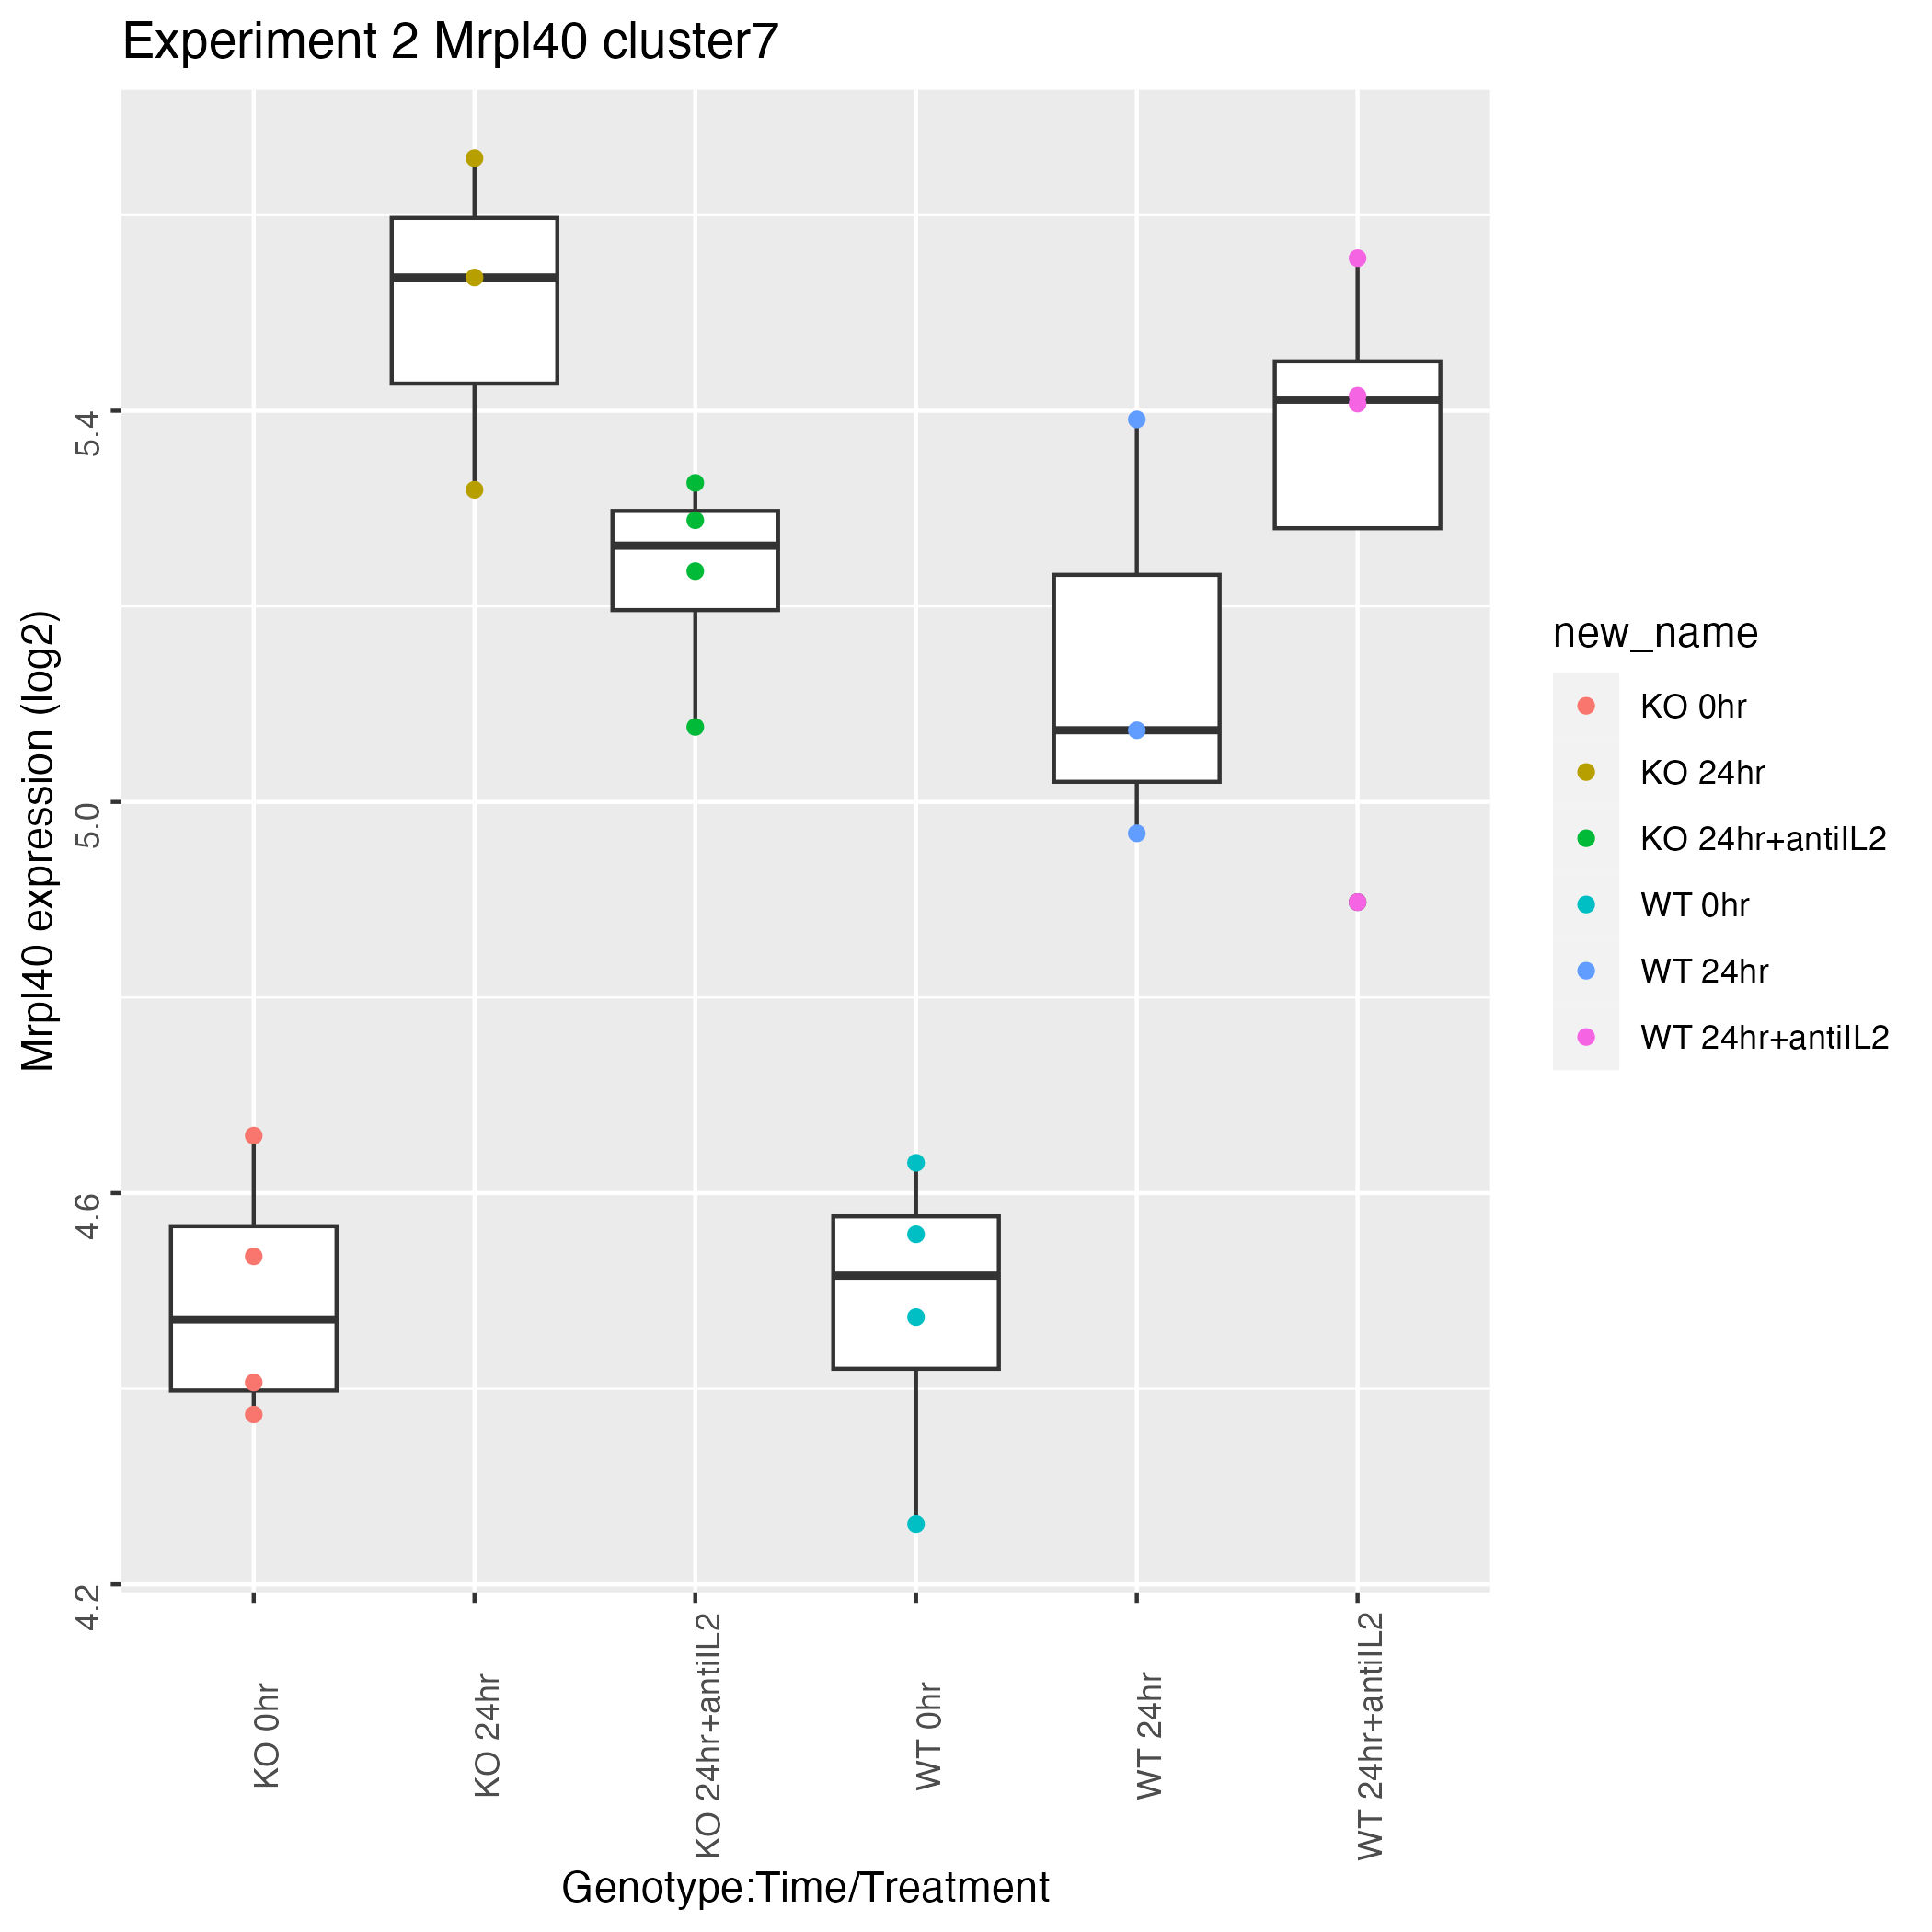 Experiment 2 Mrpl40 cluster7
Mrpl40 expression (log2)
5.4
5.0
4.6
4.2
KO 0hr
KO 24hr
KO 24hr+antiIL2
WT 0hr
WT 24hr
WT 24hr+antiIL2
Genotype:Time/Treatment
new_name
KO 0hr
KO 24hr
KO 24hr+antiIL2
WT 0hr
WT 24hr
WT 24hr+antiIL2